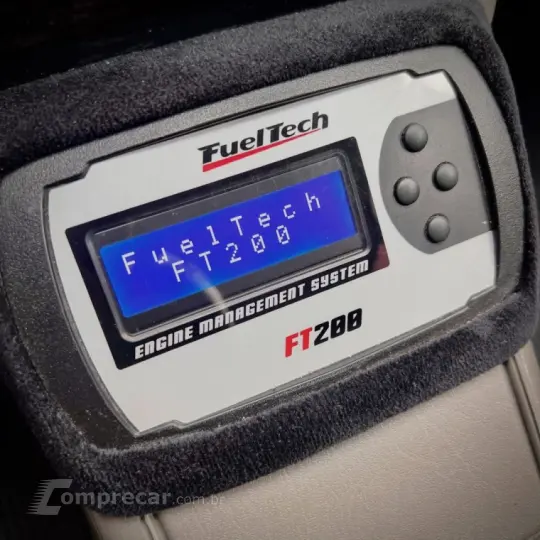 FuelTech
FuelTech
FT200
ENGINE MANAGEMENT SYSTEM
FT200
Comprecar.com.br